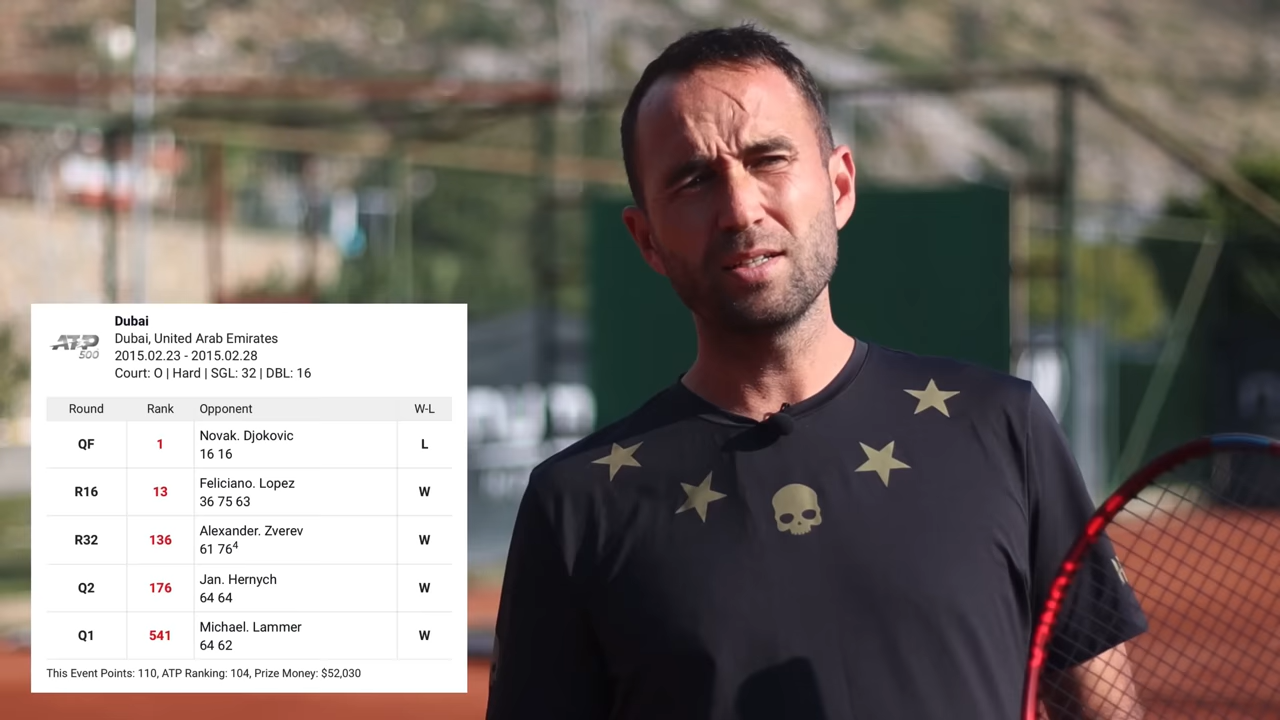 ATP
500
Dubai
Dubai, United Arab Emirates
2015.02.23 - 2015.02.28
Court: O | Hard | SGL: 32 | DBL: 16
Round Rank Opponent W-L
QF 1 Novak. Djokovic L
16 16
R16 13 Feliciano. Lopez W
36 75 63
R32 136 Alexander. Zverev W
61 76⁴
Q2 176 Jan. Hernych W
64 64
Q1 541 Michael. Lammer W
64 62
This Event Points: 110, ATP Ranking: 104, Prize Money: $52,030